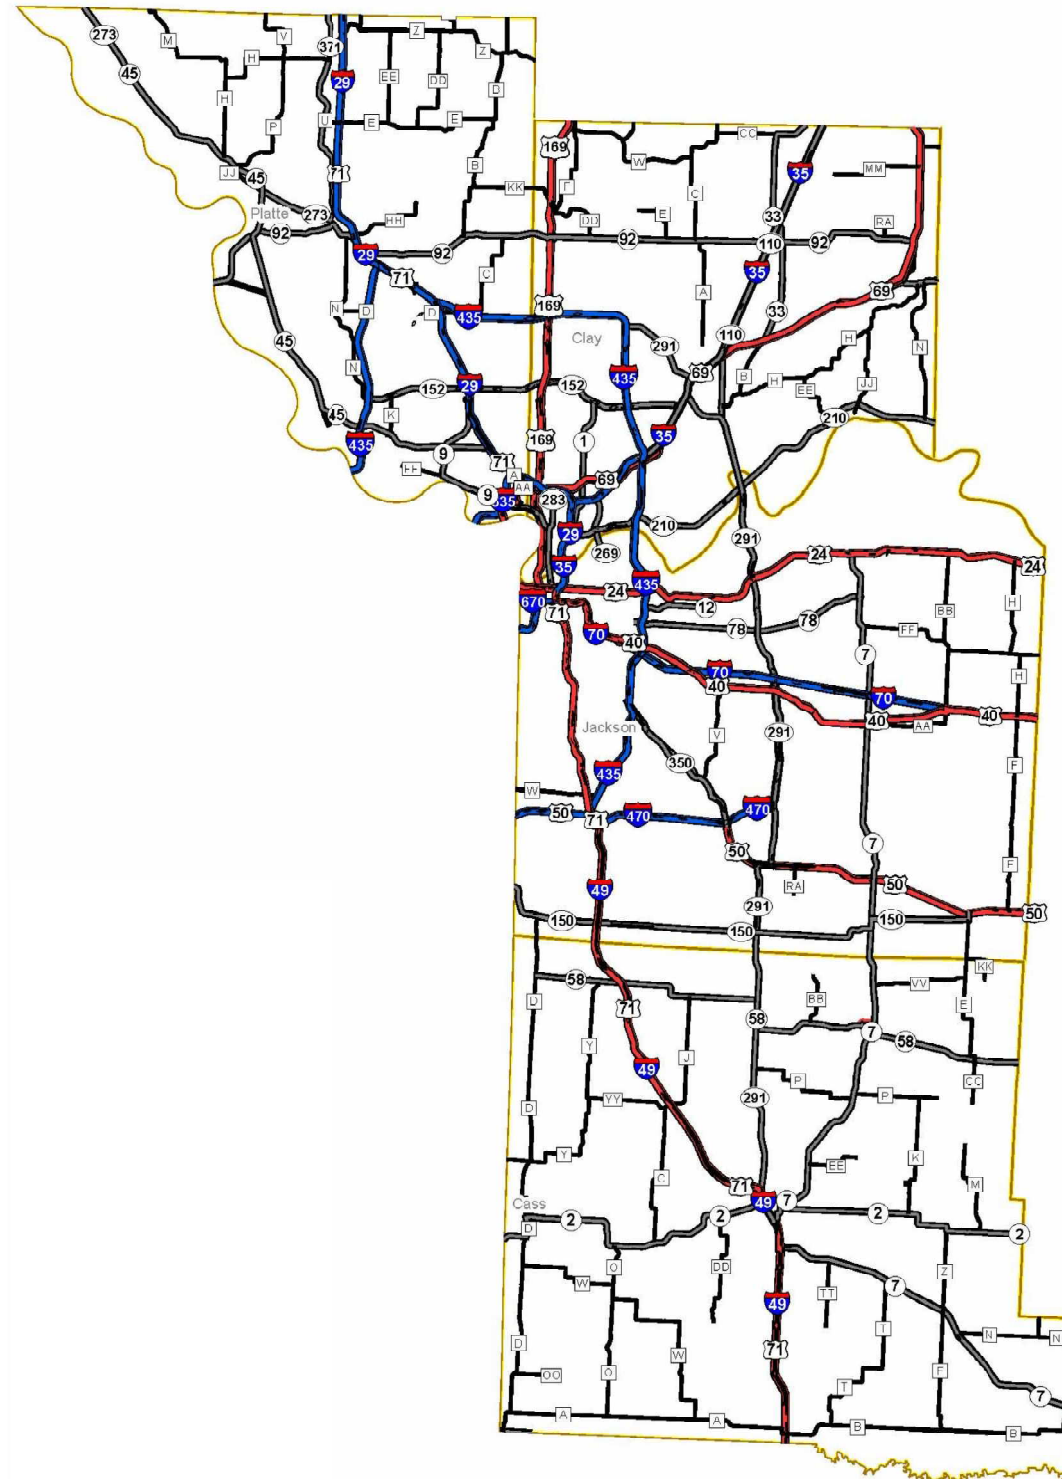 273 M V 371 Z
Z
45 H 29 EE DD
D
H P U E E
169
CC
W
35
71 B
JJ 45 KK F C MM
Platte 273 HH DD E 33 RA
92 92 92 110 92
29
71 C 35
N D D 435 169 A 69
33
45 Clay 291 110 H N
N 435 69 B H EE JJ
152 29 152
45 K 210
435 9 71 169 1 35
A
AA 69
9 635 283
29 210 291
269
35 24 24
670 24 435 12 BB H
71 78 78 FF
70 40 7
70 H
40 70
40 AA 40
Jackson 291
V
350 F
435
W
50 71 470 470
7
50 F
49 RA 50
291 50
150 150 150
KK
58 VV
D BB E
71 58 7 58
Y
J
49 CC
D YY 291 P P
Y EE K
C M
71
49 7
Cass 2 2 2 2
D
O DD Z
W TT 7
49
T N N
D 71
W F
OO O
T 7
A A B B